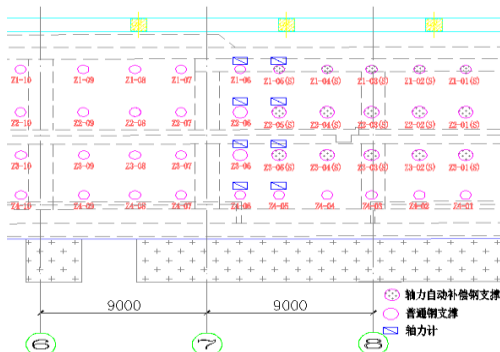 Z1-10 Z1-09 Z1-08 Z1-07 Z1-06 Z1-05(S) Z1-04(S) Z1-03(S) Z1-02(S) Z1-01(S)
Z2-10 Z2-09 Z2-08 Z2-07 Z2-06 Z2-05(S) Z2-04(S) Z2-03(S) Z2-02(S) Z2-01(S)
Z3-10 Z3-09 Z3-08 Z3-07 Z3-06 Z3-05(S) Z3-04(S) Z3-03(S) Z3-02(S) Z3-01(S)
Z4-10 Z4-09 Z4-08 Z4-07 Z4-06 Z4-05 Z4-04 Z4-03 Z4-02 Z4-01
9000 9000
轴力自动补偿钢支撑
普通钢支撑
轴力计
6 7 8